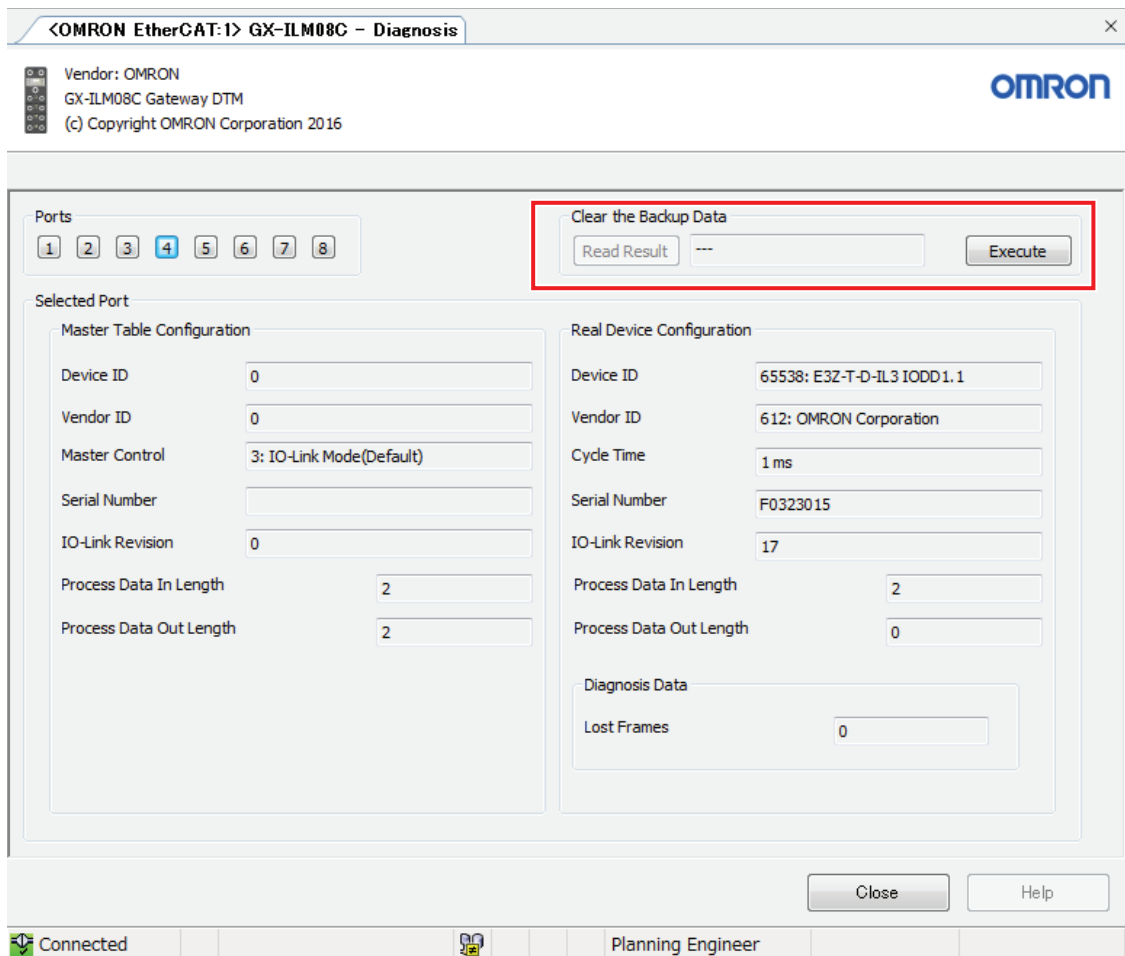 <OMRON EtherCAT:1> GX-ILM08C - Diagnosis
Vendor: OMRON
GX-ILM08C Gateway DTM
(c) Copyright OMRON Corporation 2016
OMRON
Ports
1 2 3 4 5 6 7 8
Clear the Backup Data
Read Result --- Execute
Selected Port
Master Table Configuration
Device ID 0
Vendor ID 0
Master Control 3: IO-Link Mode(Default)
Serial Number
IO-Link Revision 0
Process Data In Length 2
Process Data Out Length 2
Real Device Configuration
Device ID 65538: E3Z-T-D-IL3 IODD1.1
Vendor ID 612: OMRON Corporation
Cycle Time 1 ms
Serial Number F0323015
IO-Link Revision 17
Process Data In Length 2
Process Data Out Length 0
Diagnosis Data
Lost Frames 0
Close Help
Connected Planning Engineer